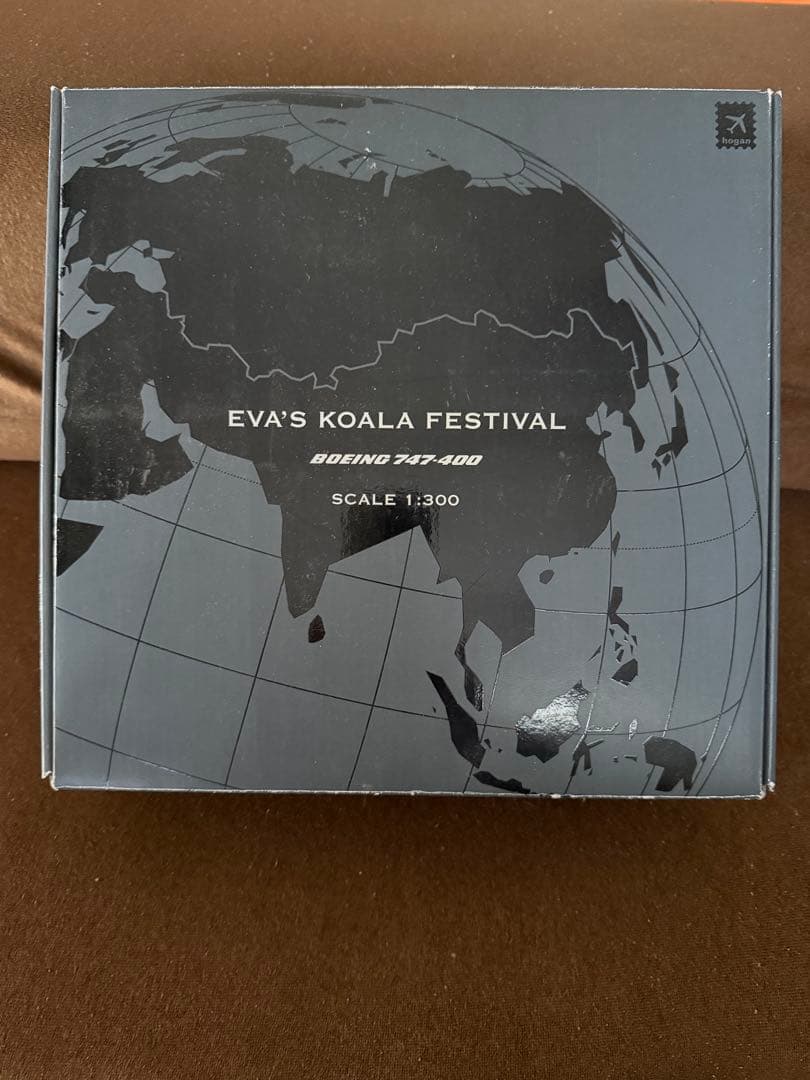 hogan
EVA'S KOALA FESTIVAL
BOEING 747-400
SCALE 1:300